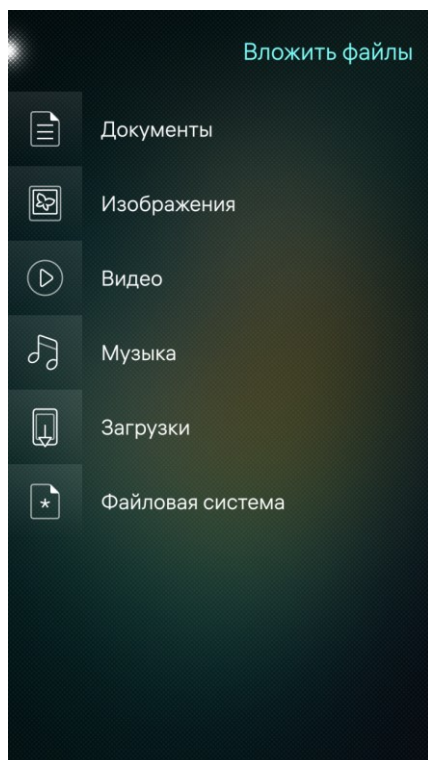 Вложить файлы
Документы
Изображения
Видео
Музыка
Загрузки
Файловая система